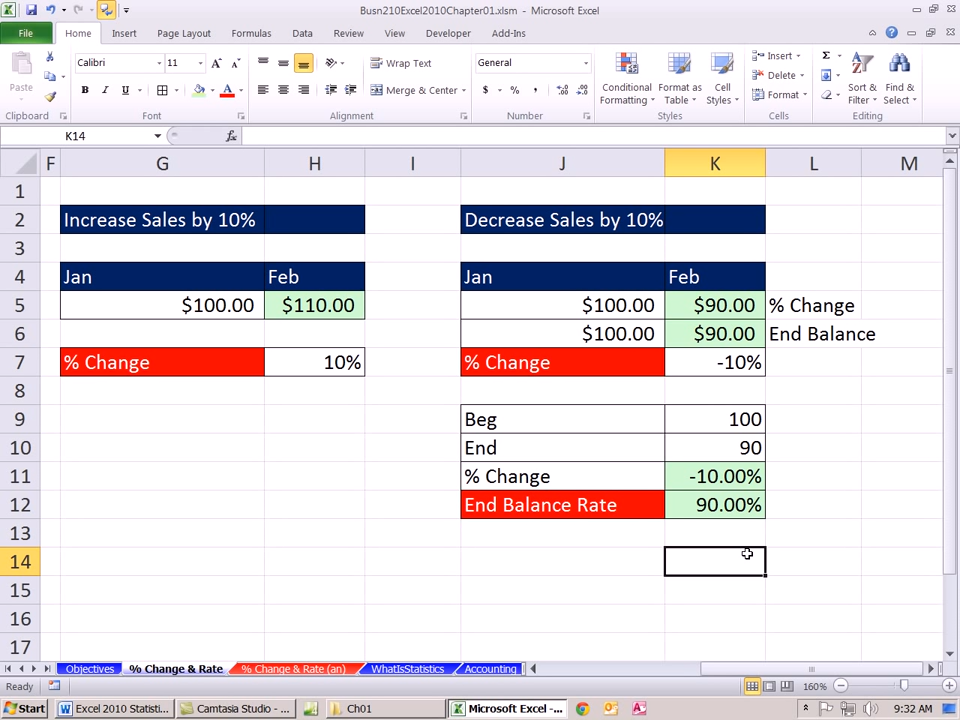 Busn210Excel2010Chapter01.xlsm - Microsoft Excel
File Home Insert Page Layout Formulas Data Review View Developer Add-Ins
Calibri 11 Wrap Text General Insert
Paste Merge & Center Conditional Formatting Format as Table Cell Styles Delete Format Sort & Filter Find & Select
Clipboard Font Alignment Number Styles Cells Editing
K14 fx
F G H I J K L M
1
2 Increase Sales by 10% Decrease Sales by 10%
3
4 Jan Feb Jan Feb
5 $100.00 $110.00 $100.00 $90.00 % Change
6 $100.00 $90.00 End Balance
7 % Change 10% % Change -10%
8
9 Beg 100
10 End 90
11 % Change -10.00%
12 End Balance Rate 90.00%
13
14
15
16
17
Objectives % Change & Rate % Change & Rate (an) WhatIsStatistics Accounting
Ready 160%
Start Excel 2010 Statisti... Camtasia Studio - ... Ch01 Microsoft Excel -... 9:32 AM